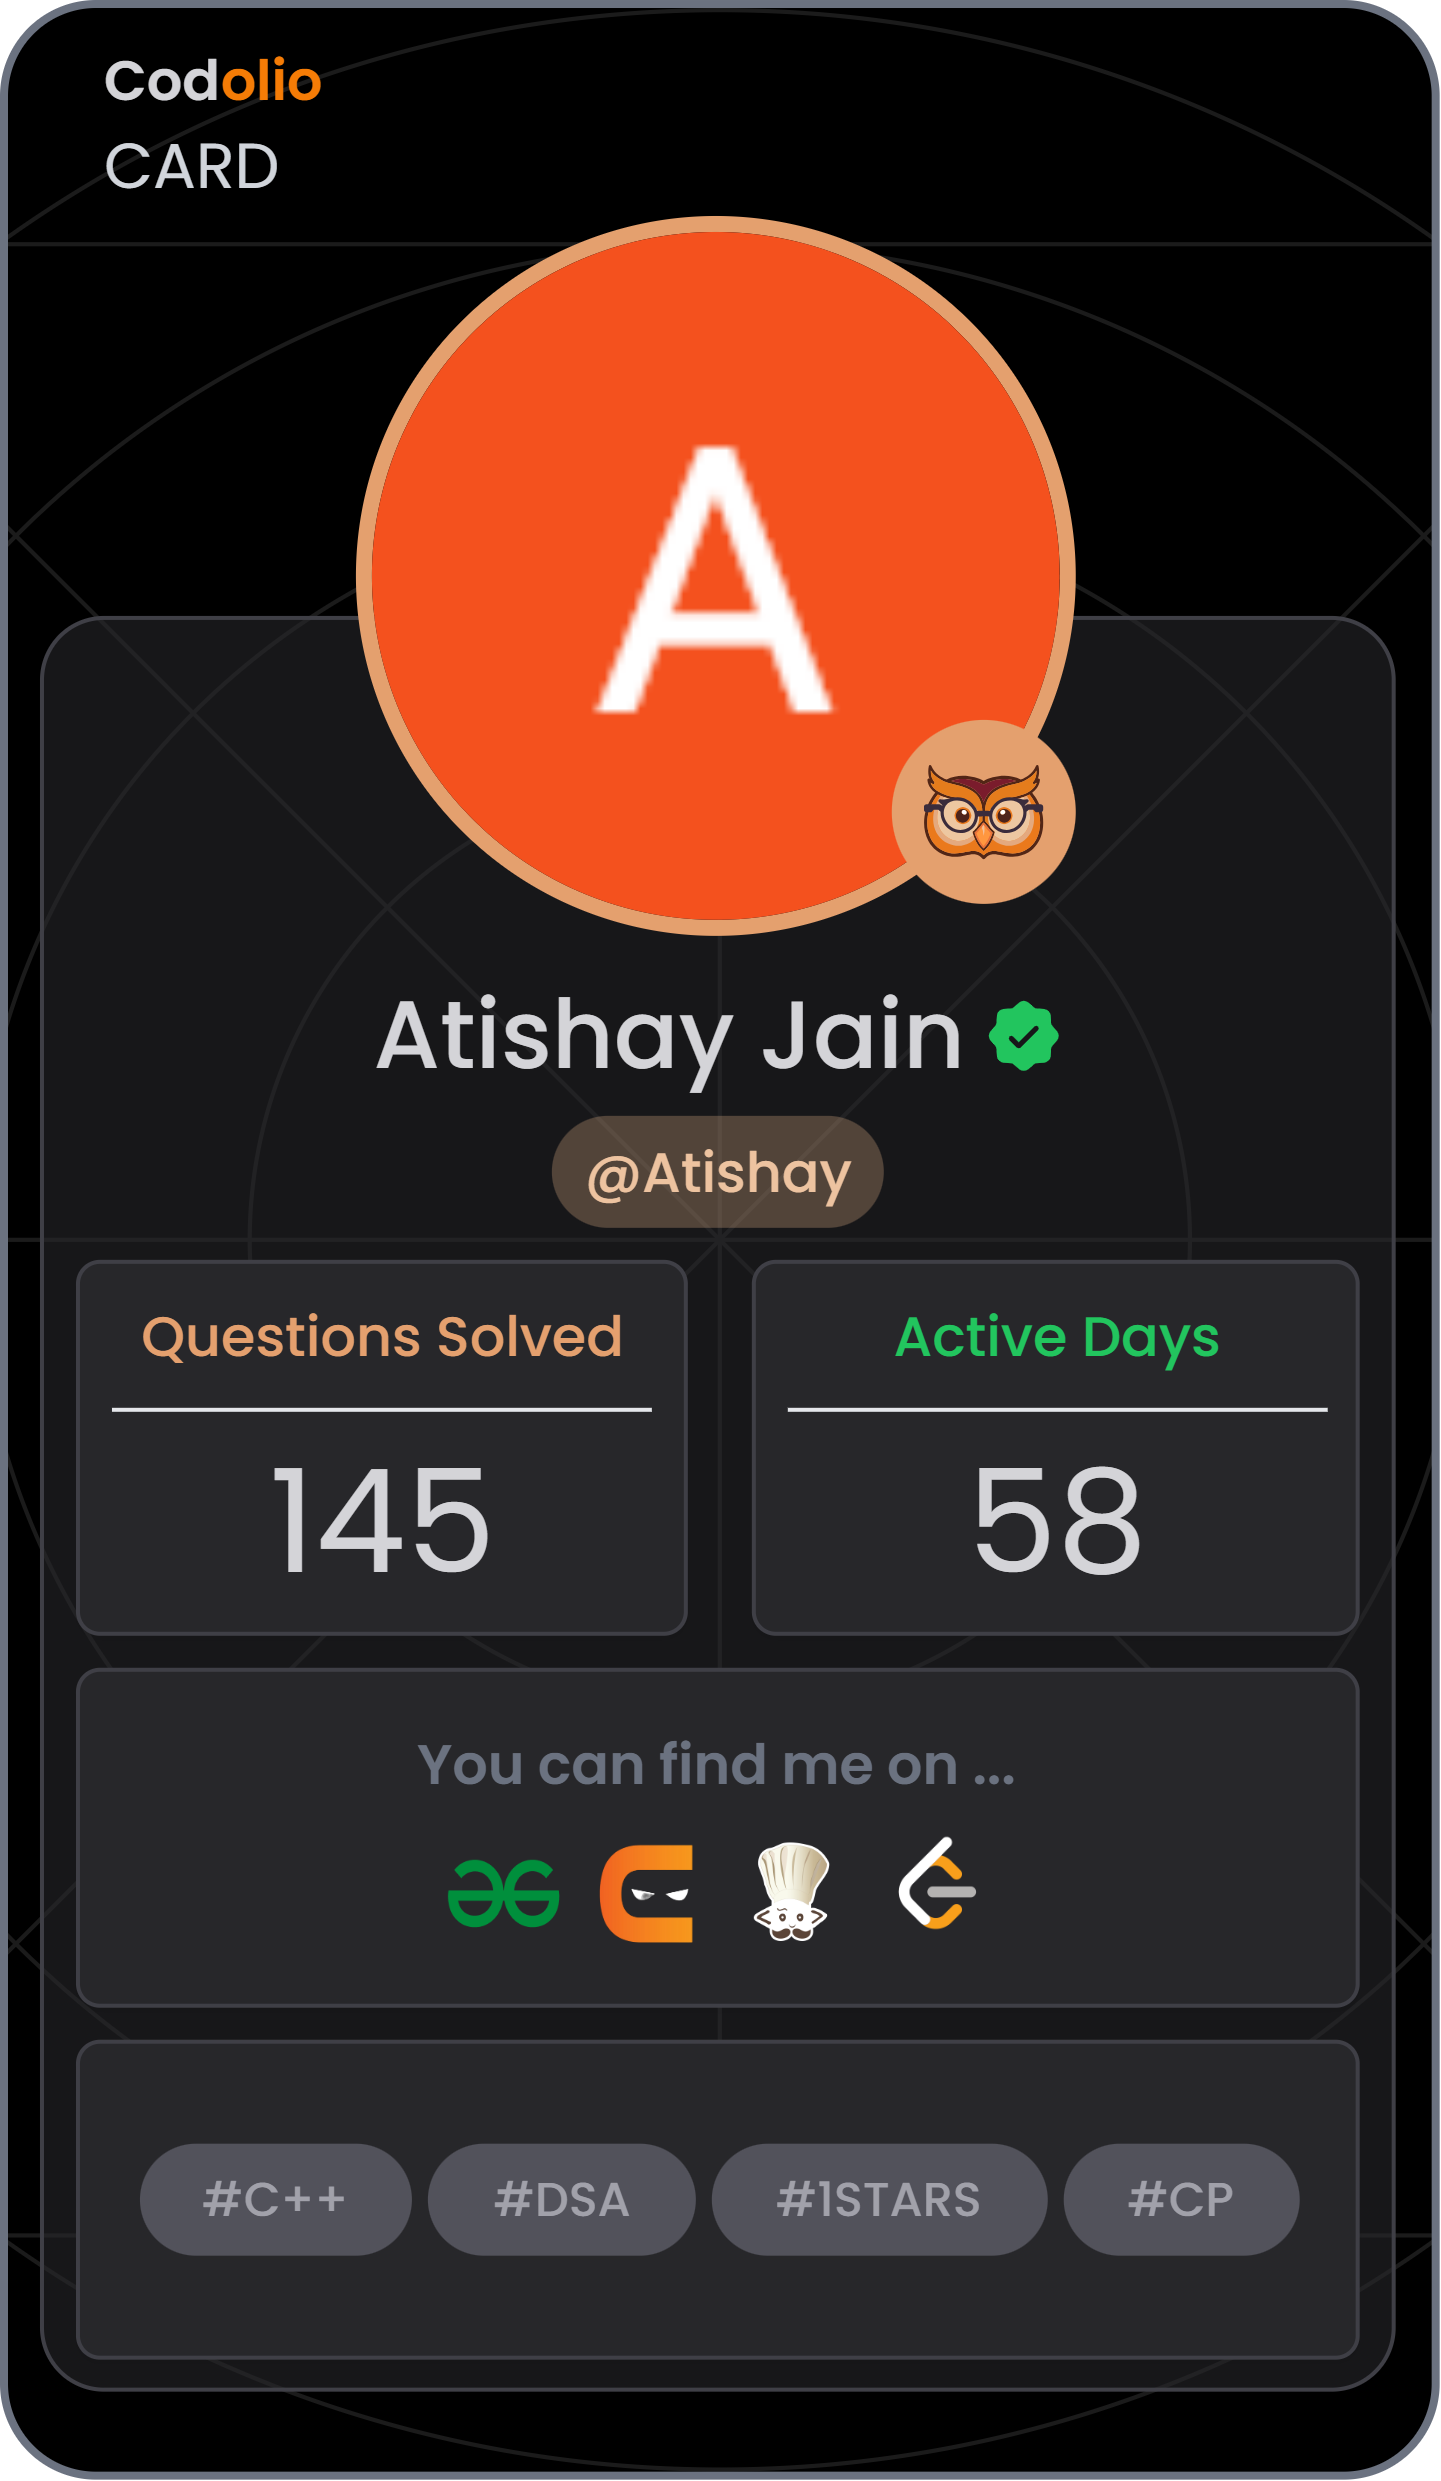 Codolio
CARD
A
Atishay Jain
@Atishay
Questions Solved
145
Active Days
58
You can find me on ...
#C++ #DSA #1STARS #CP